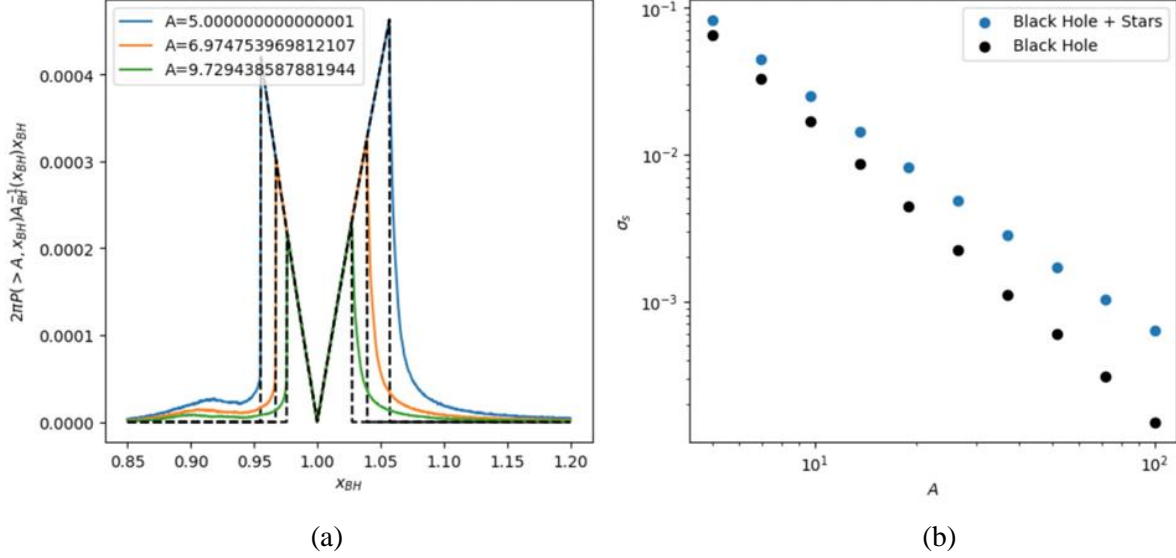 A=5.000000000000001
A=6.974753969812107
A=9.729438587881944
2πP(> A, x_BH)A_BH^{-1}(x_BH)x_BH
0.0004
0.0003
0.0002
0.0001
0.0000
0.85 0.90 0.95 1.00 1.05 1.10 1.15 1.20
x_BH
(a)
Black Hole + Stars
Black Hole
σ_s
10^{-1}
10^{-2}
10^{-3}
10^1 10^2
A
(b)